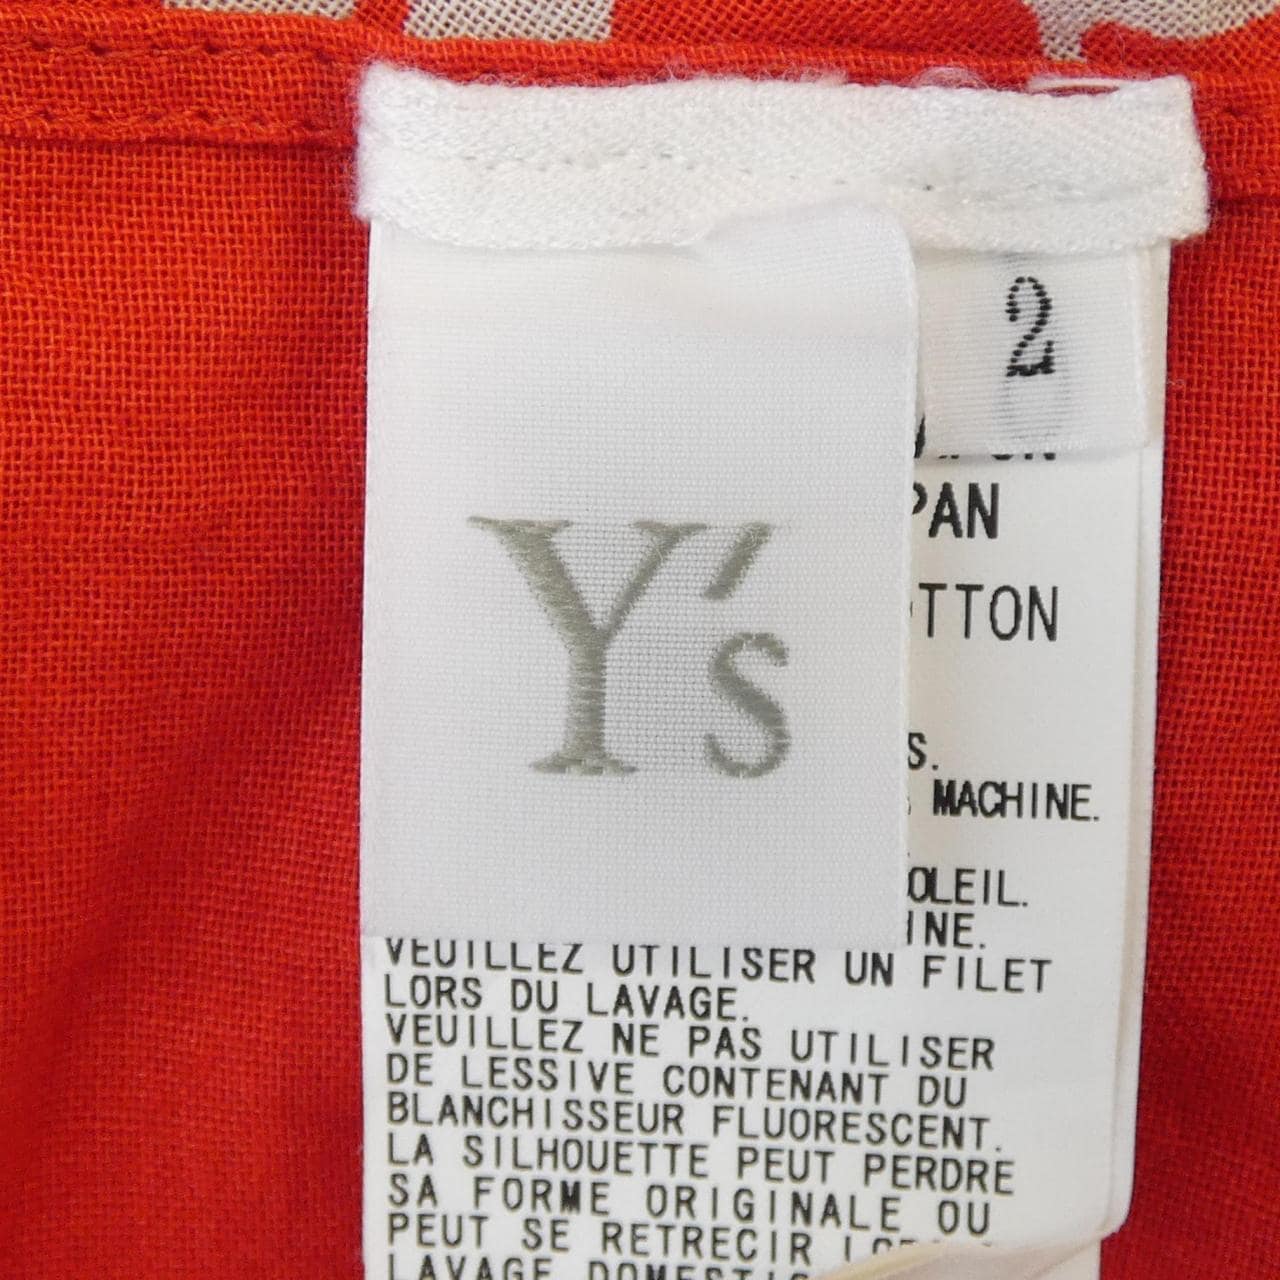 2
Y's
PAN
TTON
S.
MACHINE.
OLEIL.
INE.
VEUILLEZ UTILISER UN FILET
LORS DU LAVAGE.
VEUILLEZ NE PAS UTILISER
DE LESSIVE CONTENANT DU
BLANCHISSEUR FLUORESCENT.
LA SILHOUETTE PEUT PERDRE
SA FORME ORIGINALE OU
PEUT SE RETRECIR
LAVAGE